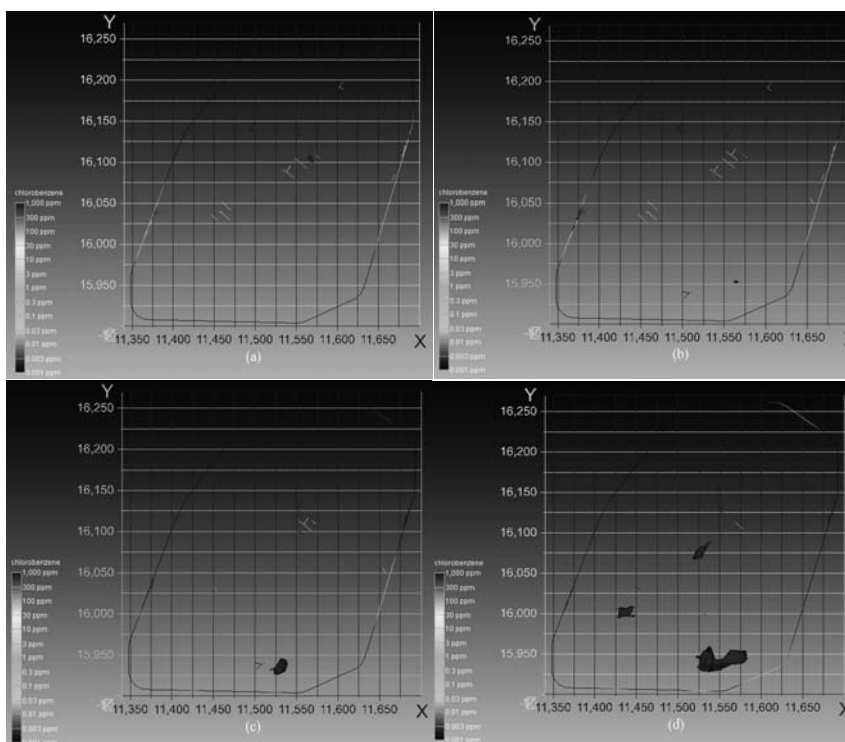 Y
16,250
16,200
16,150
16,100
16,050
16,000
15,950
chlorobenzene
1,000 ppm
300 ppm
100 ppm
30 ppm
10 ppm
3 ppm
1 ppm
0.3 ppm
0.1 ppm
0.03 ppm
0.01 ppm
0.003 ppm
0.001 ppm
11,350 11,400 11,450 11,500 11,550 11,600 11,650 X
(a)
Y
16,250
16,200
16,150
16,100
16,050
16,000
15,950
chlorobenzene
1,000 ppm
300 ppm
100 ppm
30 ppm
10 ppm
3 ppm
1 ppm
0.3 ppm
0.1 ppm
0.03 ppm
0.01 ppm
0.003 ppm
0.001 ppm
11,350 11,400 11,450 11,500 11,550 11,600 11,650 X
(b)
Y
16,250
16,200
16,150
16,100
16,050
16,000
15,950
chlorobenzene
1,000 ppm
300 ppm
100 ppm
30 ppm
10 ppm
3 ppm
1 ppm
0.3 ppm
0.1 ppm
0.03 ppm
0.01 ppm
0.003 ppm
0.001 ppm
11,350 11,400 11,450 11,500 11,550 11,600 11,650 X
(c)
Y
16,250
16,200
16,150
16,100
16,050
16,000
15,950
chlorobenzene
1,000 ppm
300 ppm
100 ppm
30 ppm
10 ppm
3 ppm
1 ppm
0.3 ppm
0.1 ppm
0.03 ppm
0.01 ppm
0.003 ppm
0.001 ppm
11,350 11,400 11,450 11,500 11,550 11,600 11,650 X
(d)